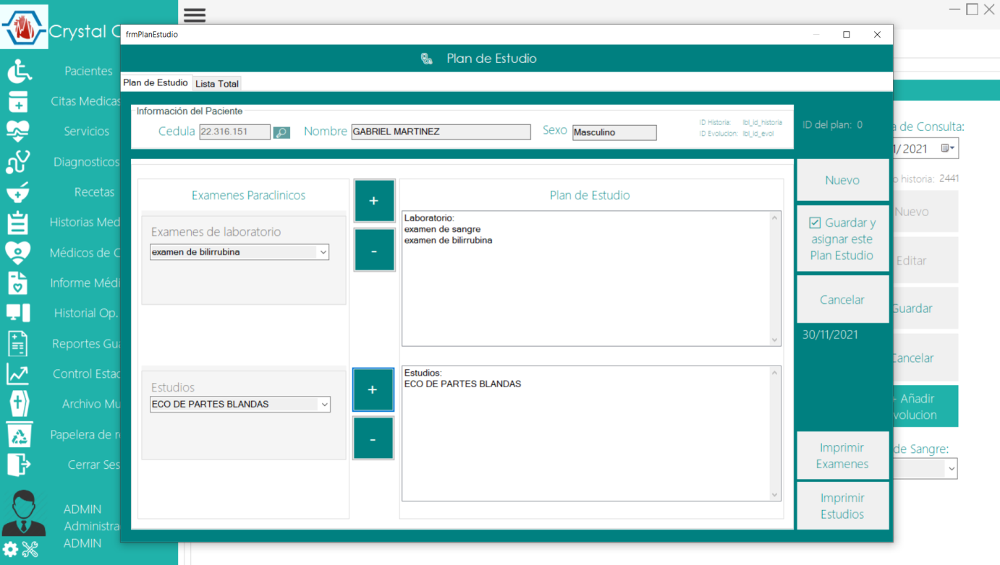 Crystal C
frmPlanEstudio
Plan de Estudio
Plan de Estudio
Lista Total
Información del Paciente
Cedula 22.316.151
Nombre GABRIEL MARTINEZ
Sexo Masculino
ID Historia: lbl_id_historia
ID Evolucion: lbl_id_evol
ID del plan: 0
Examenes Paraclinicos
Examenes de laboratorio
examen de bilirrubina
+
-
Plan de Estudio
Laboratorio:
examen de sangre
examen de bilirrubina
Estudios
ECO DE PARTES BLANDAS
+
-
Estudios:
ECO DE PARTES BLANDAS
Nuevo
Guardar y
asignar este
Plan Estudio
Cancelar
30/11/2021
Imprimir
Examenes
Imprimir
Estudios
Pacientes
Citas Medicas
Servicios
Diagnosticos
Recetas
Historias Med
Médicos de C
Informe Médi
Historial Op.
Reportes Gua
Control Estad
Archivo Mu
Papelera de r
Cerrar Ses
ADMIN
Administra
ADMIN
a de Consulta:
1/2021
o historia: 2441
Nuevo
Editar
Guardar
Cancelar
+ Añadir
volucion
de Sangre: